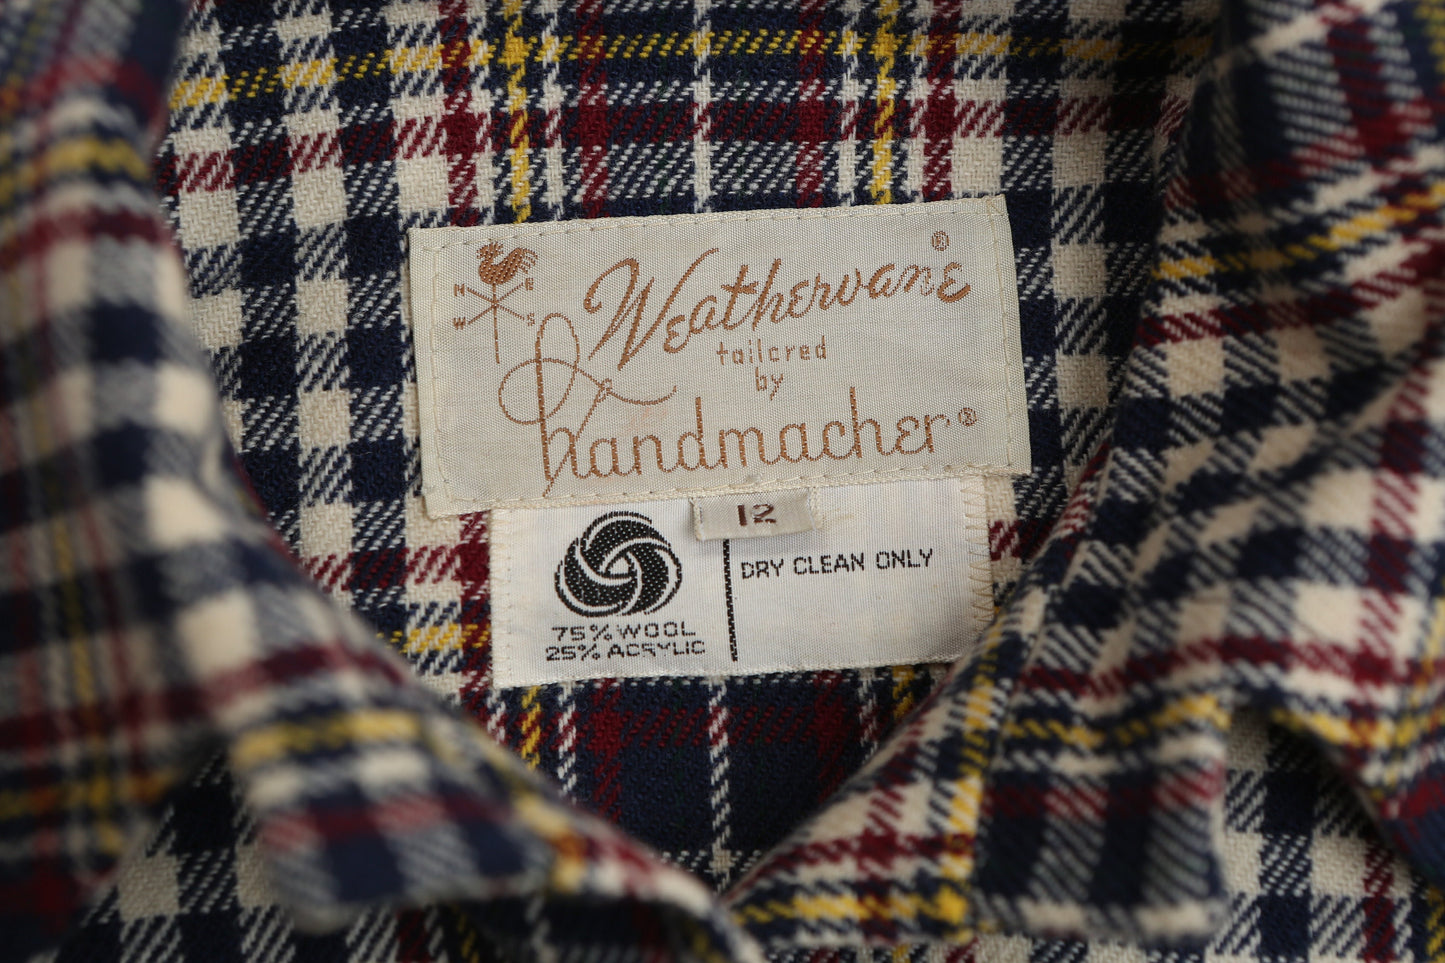 N E
W S
Weathervane®
tailored
by
Handmacher®
12
75% WOOL
25% ACRYLIC
DRY CLEAN ONLY